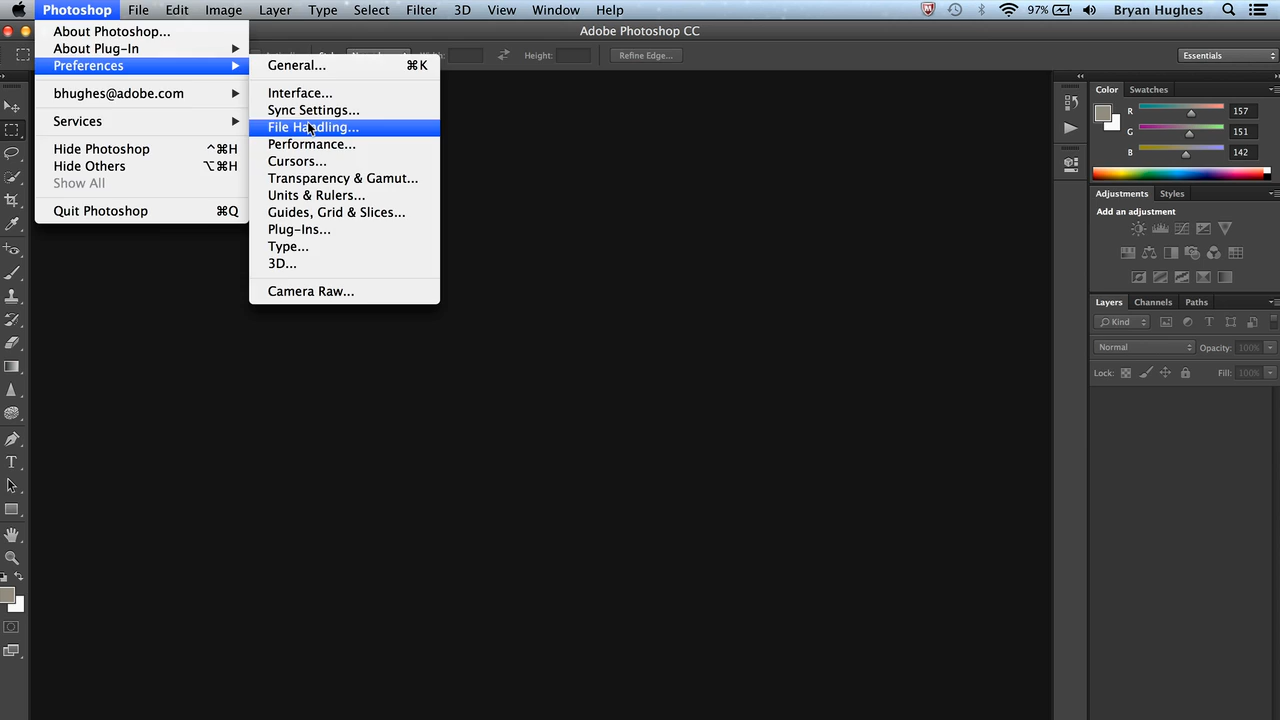 Photoshop File Edit Image Layer Type Select Filter 3D View Window Help 97% Bryan Hughes
Adobe Photoshop CC
Height: Refine Edge... Essentials
About Photoshop...
About Plug-In
Preferences
bhughes@adobe.com
Services
Hide Photoshop ⌃⌘H
Hide Others ⌥⌘H
Show All
Quit Photoshop ⌘Q
General... ⌘K
Interface...
Sync Settings...
File Handling...
Performance...
Cursors...
Transparency & Gamut...
Units & Rulers...
Guides, Grid & Slices...
Plug-Ins...
Type...
3D...
Camera Raw...
Color Swatches
R 157
G 151
B 142
Adjustments Styles
Add an adjustment
Layers Channels Paths
Kind
Normal Opacity: 100%
Lock: Fill: 100%